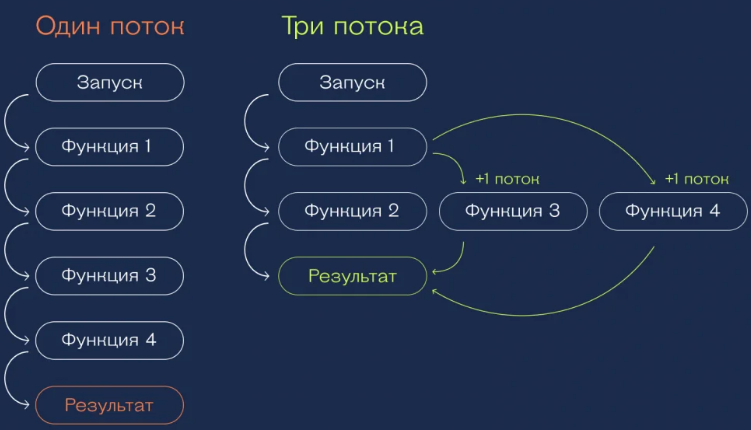 Один поток
Запуск
Функция 1
Функция 2
Функция 3
Функция 4
Результат
Три потока
Запуск
Функция 1
+1 поток
+1 поток
Функция 2
Функция 3
Функция 4
Результат